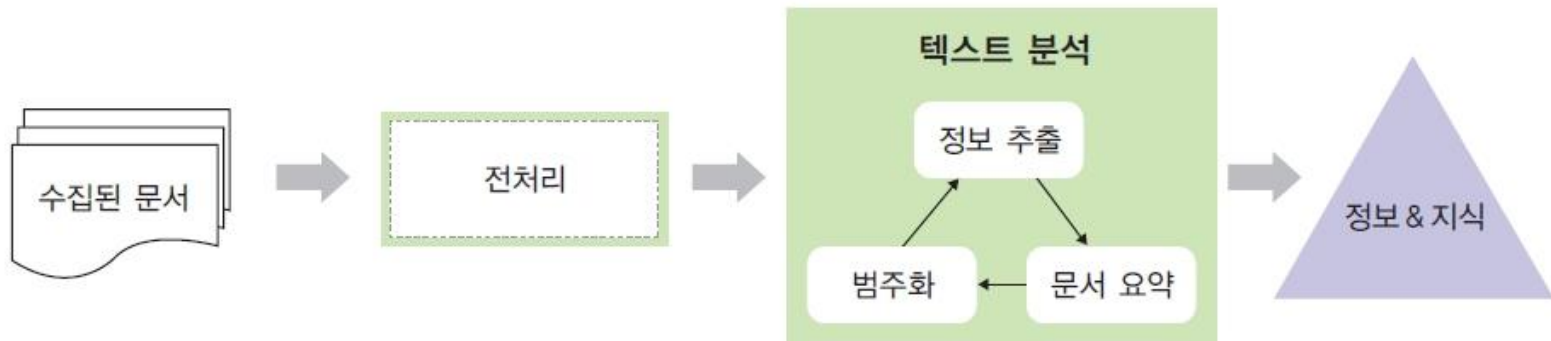 수집된 문서
전처리
텍스트 분석
정보 추출
범주화
문서 요약
정보 & 지식